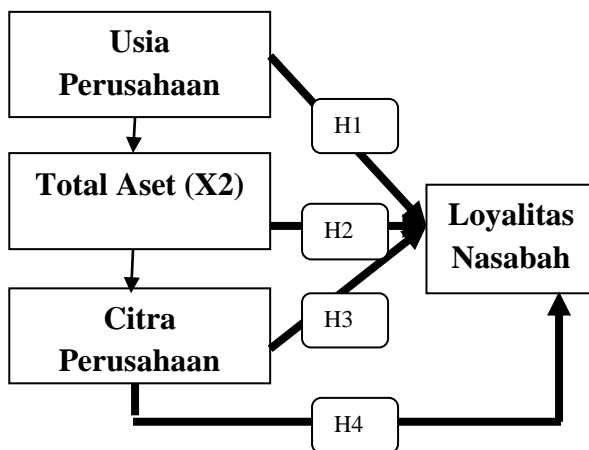 Usia
Perusahaan
H1
Total Aset (X2)
H2
Loyalitas
Nasabah
Citra
Perusahaan
H3
H4